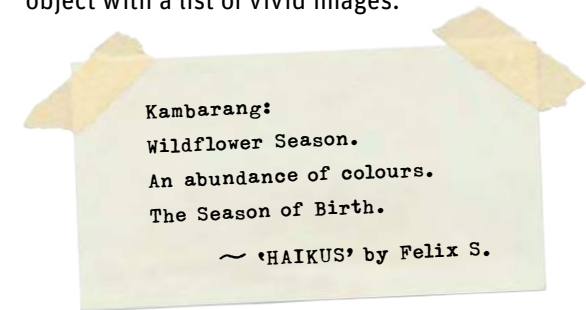 object with a list of vivid images.
Kambarang:
Wildflower Season.
An abundance of colours.
The Season of Birth.
~ 'HAIKUS' by Felix S.